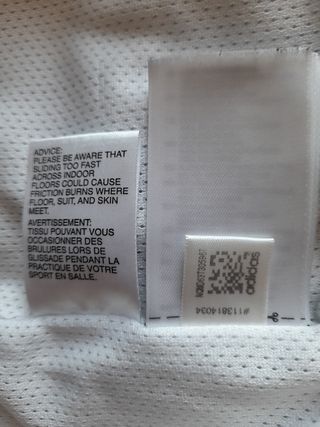 ADVICE:
PLEASE BE AWARE THAT
SLIDING TOO FAST
ACROSS INDOOR
FLOORS COULD CAUSE
FRICTION BURNS WHERE
FLOOR, SUIT, AND SKIN
MEET.
AVERTISSEMENT:
TISSU POUVANT VOUS
OCCASIONNER DES
BRULURES LORS DE
GLISSADE PENDANT LA
PRACTIQUE DE VOTRE
SPORT EN SALLE.
adidas
#113814034